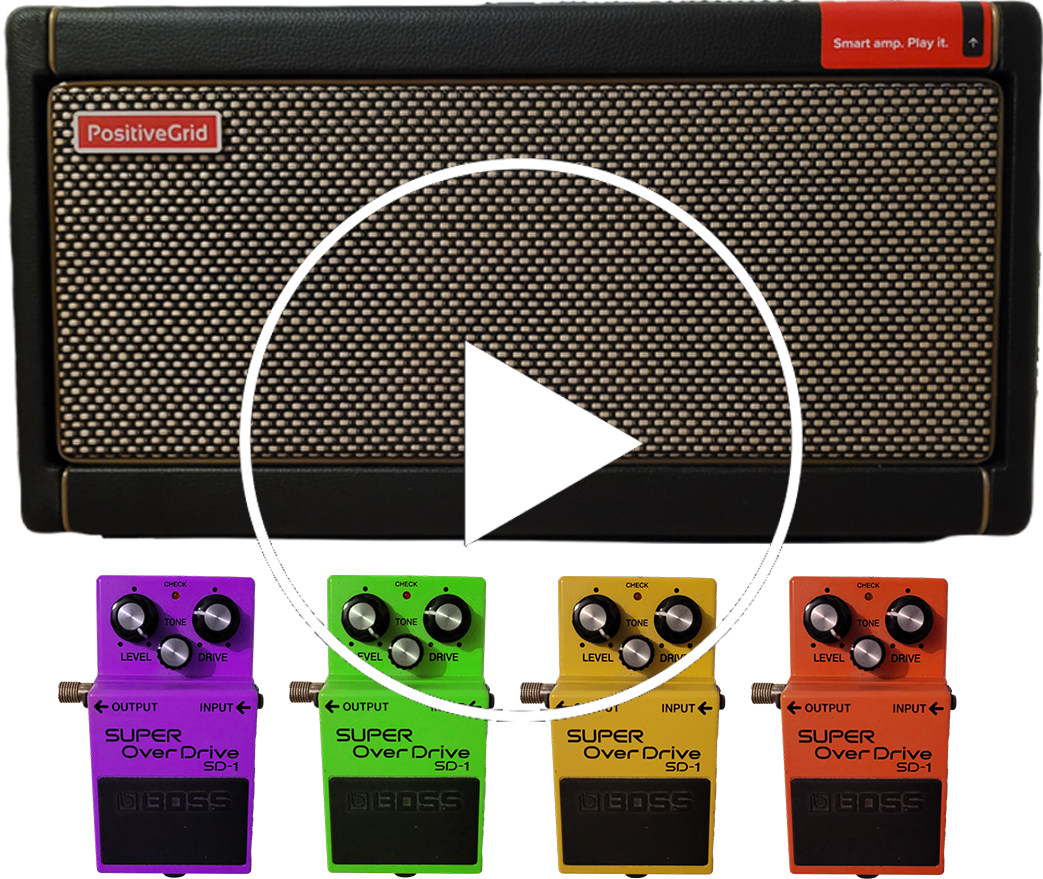 Smart amp. Play it. ↑
PositiveGrid
CHECK
TONE
LEVEL DRIVE
← OUTPUT INPUT ←
SUPER
Over Drive
SD-1
BOSS
CHECK
TONE
EVEL DRIVE
← OUTPUT
SUPER
Over Drive
SD-1
BOSS
CHECK
TONE
LEVEL
INPUT ←
SUPER
Over Drive
SD-1
BOSS
CHECK
TONE
LEVEL DRIVE
← OUTPUT INPUT ←
SUPER
Over Drive
SD-1
BOSS